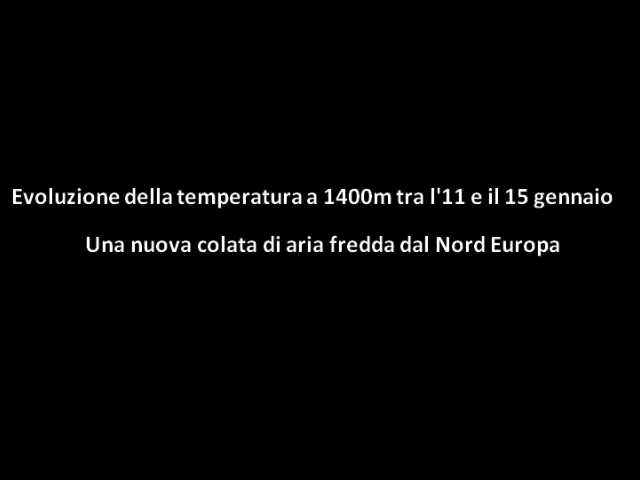 Evoluzione della temperatura a 1400m tra l'11 e il 15 gennaio
Una nuova colata di aria fredda dal Nord Europa